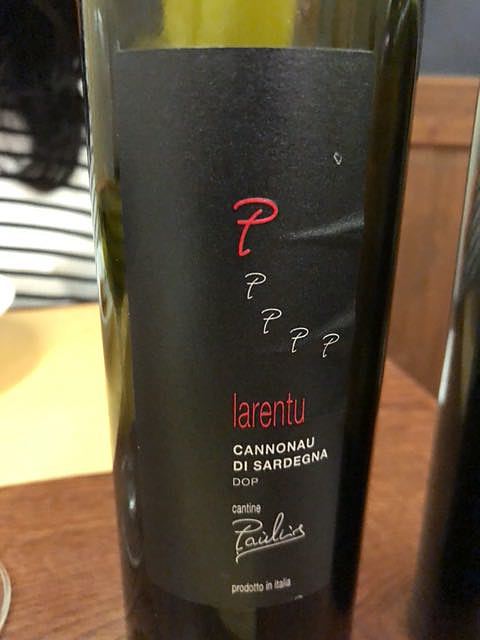 P
P
P
P
P
larentu
CANNONAU
DI SARDEGNA
DOP
cantine
Paulis
prodotto in italia